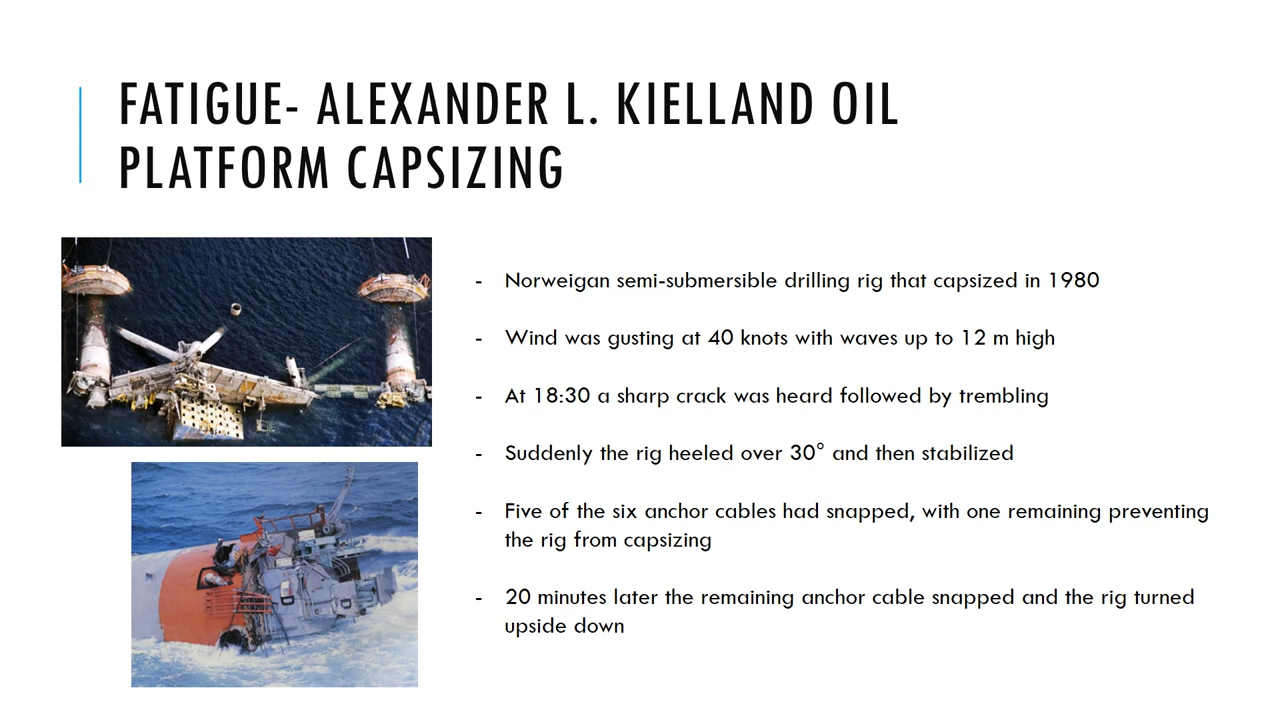 FATIGUE- ALEXANDER L. KIELLAND OIL
PLATFORM CAPSIZING
- Norweigan semi-submersible drilling rig that capsized in 1980
- Wind was gusting at 40 knots with waves up to 12 m high
- At 18:30 a sharp crack was heard followed by trembling
- Suddenly the rig heeled over 30° and then stabilized
- Five of the six anchor cables had snapped, with one remaining preventing
the rig from capsizing
- 20 minutes later the remaining anchor cable snapped and the rig turned
upside down